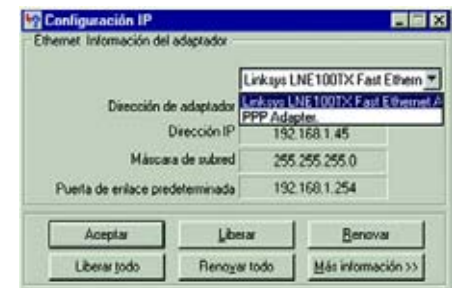 Configuración IP
Ethernet Información del adaptador
Linksys LNE100TX Fast Ethern
Linksys LNE100TX Fast Ethernet A
PPP Adapter.
Dirección de adaptador
Dirección IP 192.168.1.45
Máscara de subred 255.255.255.0
Puerta de enlace predeterminada 192.168.1.254
Aceptar Liberar Renovar
Liberar todo Renovar todo Más información >>